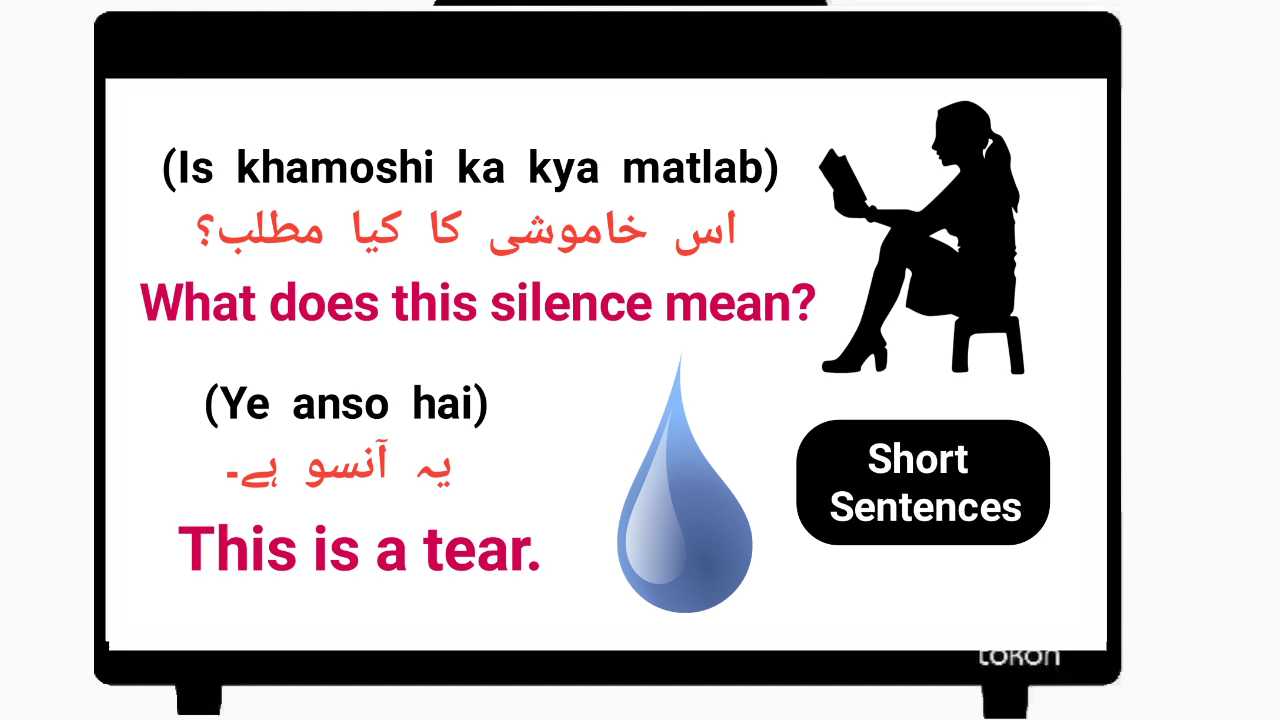 (Is khamoshi ka kya matlab)
اس خاموشی کا کیا مطلب؟
What does this silence mean?
(Ye anso hai)
یہ آنسو ہے۔
This is a tear.
Short
Sentences